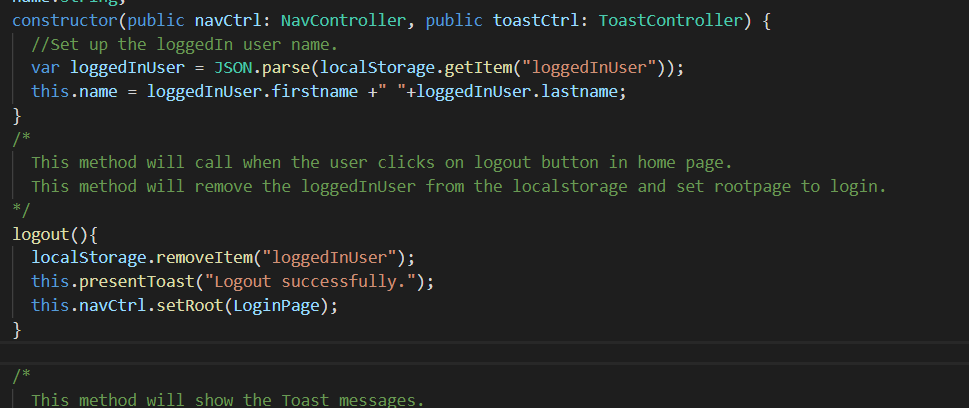 name:string;
constructor(public navCtrl: NavController, public toastCtrl: ToastController) {
//Set up the loggedIn user name.
var loggedInUser = JSON.parse(localStorage.getItem("loggedInUser"));
this.name = loggedInUser.firstname +" "+loggedInUser.lastname;
}
/*
This method will call when the user clicks on logout button in home page.
This method will remove the loggedInUser from the localstorage and set rootpage to login.
*/
logout(){
localStorage.removeItem("loggedInUser");
this.presentToast("Logout successfully.");
this.navCtrl.setRoot(LoginPage);
}
/*
This method will show the Toast messages.